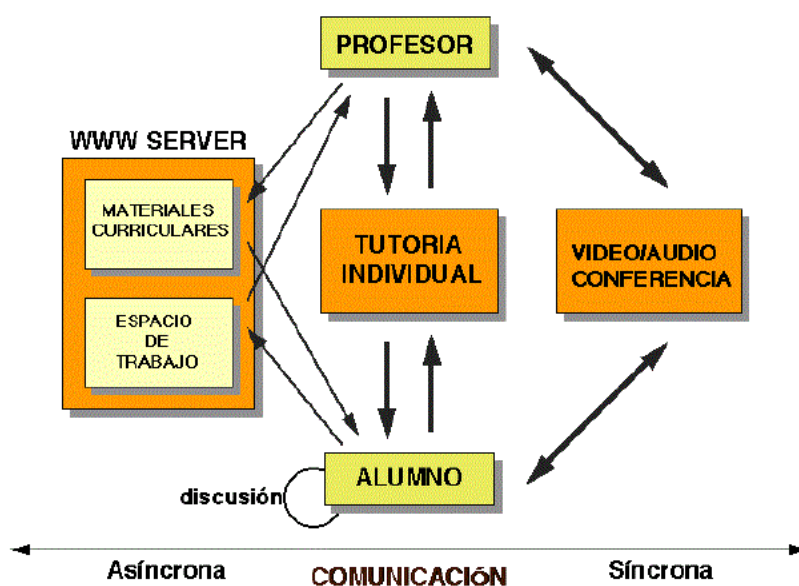 PROFESOR
WWW SERVER
MATERIALES
CURRICULARES
TUTORIA
INDIVIDUAL
VIDEO/AUDIO
CONFERENCIA
ESPACIO
DE
TRABAJO
ALUMNO
discusión
Asíncrona
COMUNICACIóN
Síncrona